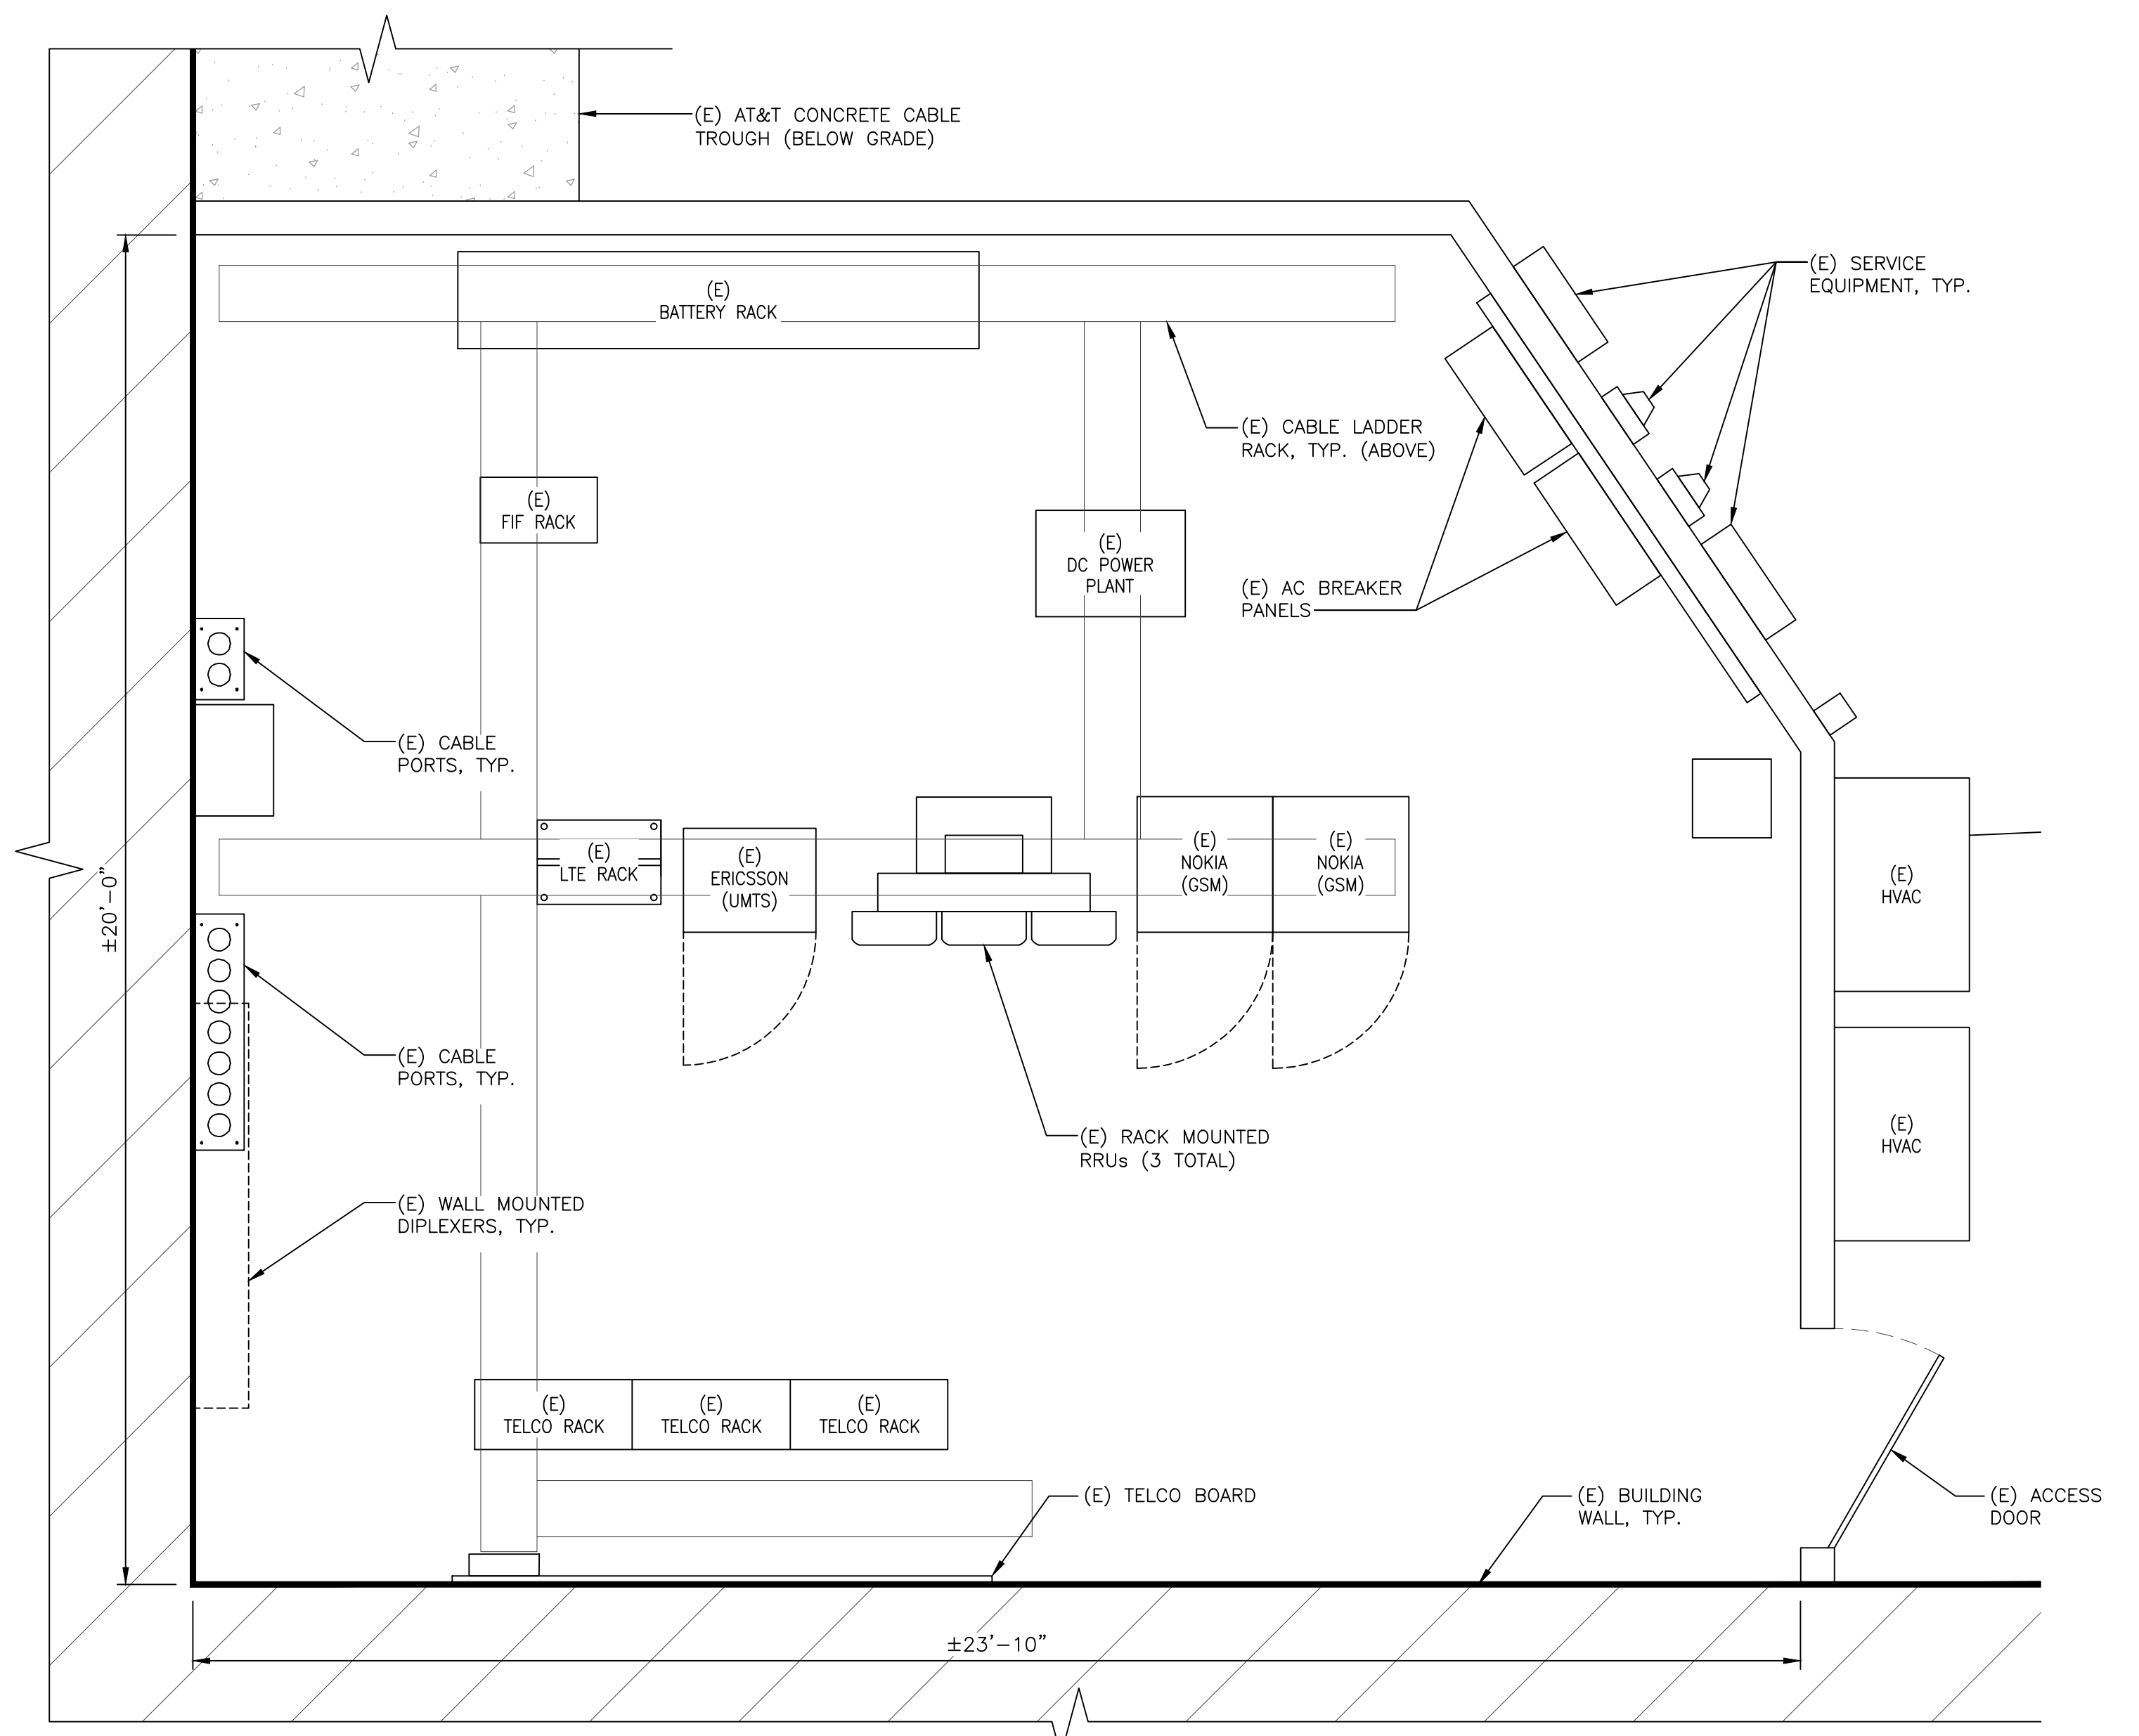 (E) AT&T CONCRETE CABLE
TROUGH (BELOW GRADE)
(E) SERVICE
EQUIPMENT, TYP.
(E)
BATTERY RACK
(E) CABLE LADDER
RACK, TYP. (ABOVE)
(E)
FIF RACK
(E)
DC POWER
PLANT
(E) AC BREAKER
PANELS
(E) CABLE
PORTS, TYP.
(E)
LTE RACK
(E)
ERICSSON
(UMTS)
(E)
NOKIA
(GSM)
(E)
NOKIA
(GSM)
(E)
HVAC
±20'-0"
(E) CABLE
PORTS, TYP.
(E) RACK MOUNTED
RRUs (3 TOTAL)
(E)
HVAC
(E) WALL MOUNTED
DIPLEXERS, TYP.
(E)
TELCO RACK
(E)
TELCO RACK
(E)
TELCO RACK
(E) TELCO BOARD
(E) BUILDING
WALL, TYP.
(E) ACCESS
DOOR
±23'-10"